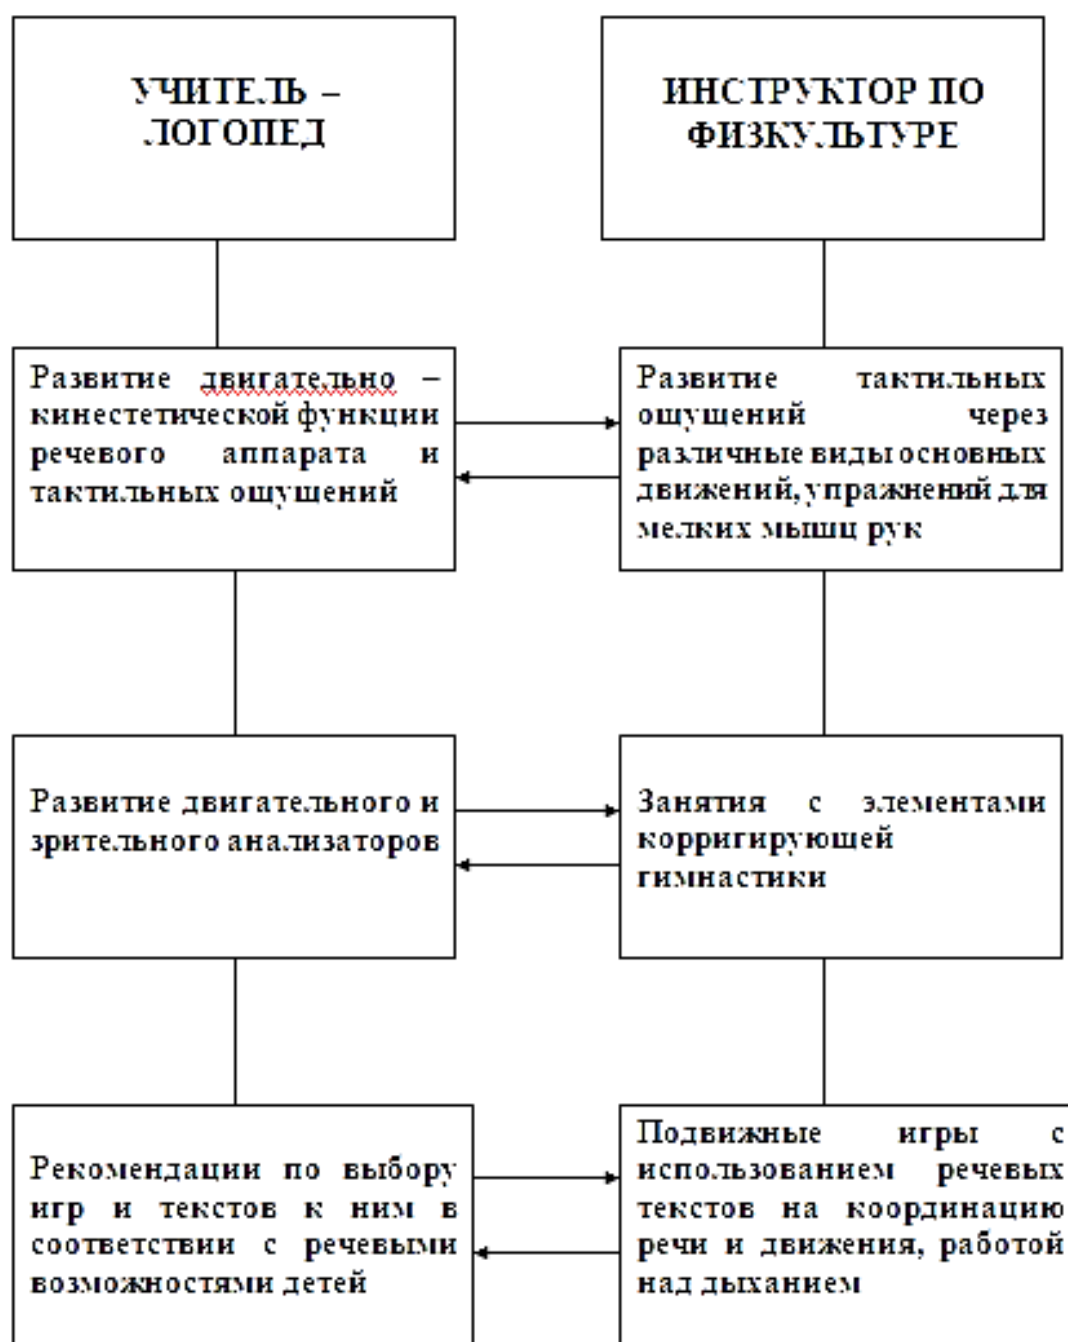 УЧИТЕЛЬ –
ЛОГОПЕД
ИНСТРУКТОР ПО
ФИЗКУЛЬТУРЕ
Развитие двигательно –
кинестетической функции
речевого аппарата и
тактильных ощущений
Развитие тактильных
ощущений через
различные виды основных
движений, упражнений для
мелких мышц рук
Развитие двигательного и
зрительного анализаторов
Занятия с элементами
корригирующей
гимнастики
Рекомендации по выбору
игр и текстов к ним в
соответствии с речевыми
возможностями детей
Подвижные игры с
использованием речевых
текстов на координацию
речи и движения, работой
над дыханием